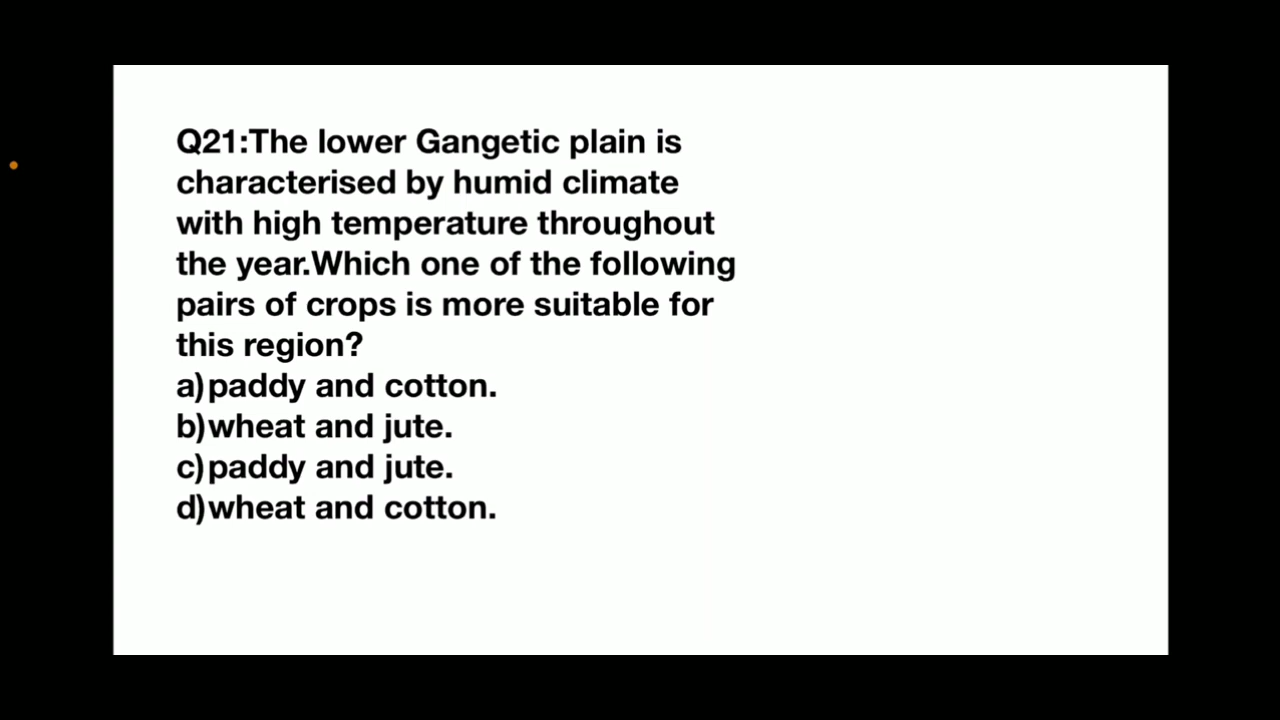 Q21:The lower Gangetic plain is
characterised by humid climate
with high temperature throughout
the year.Which one of the following
pairs of crops is more suitable for
this region?
a)paddy and cotton.
b)wheat and jute.
c)paddy and jute.
d)wheat and cotton.